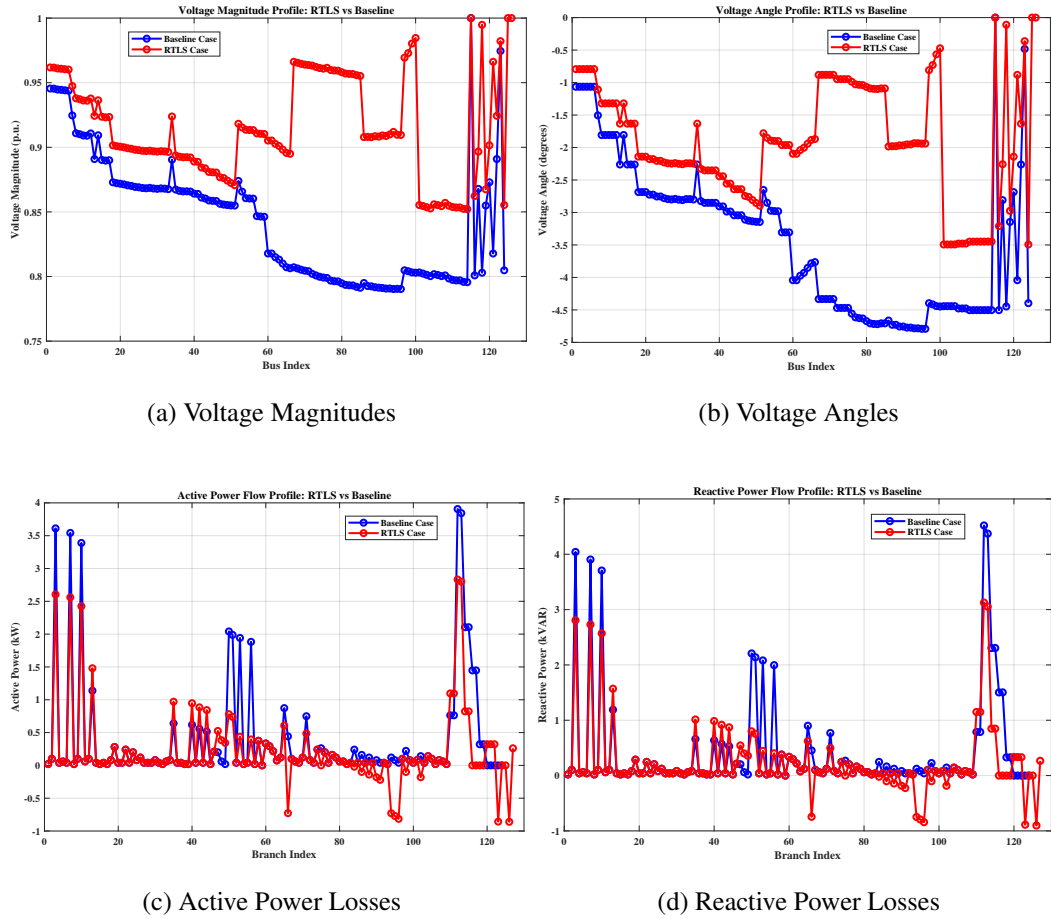 Voltage Magnitude Profile: RTLS vs Baseline
Baseline Case
RTLS Case
1
0.95
0.9
0.85
0.8
0.75
Voltage Magnitude (p.u.)
0 20 40 60 80 100 120
Bus Index
(a) Voltage Magnitudes
Voltage Angle Profile: RTLS vs Baseline
Baseline Case
RTLS Case
-0
-0.5
-1
-1.5
-2
-2.5
-3
-3.5
-4
-4.5
-5
Voltage Angle (degrees)
0 20 40 60 80 100 120
Bus Index
(b) Voltage Angles
Active Power Flow Profile: RTLS vs Baseline
Baseline Case
RTLS Case
4
3.5
3
2.5
2
1.5
1
0.5
0
-0.5
-1
Active Power (kW)
0 20 40 60 80 100 120
Branch Index
(c) Active Power Losses
Reactive Power Flow Profile: RTLS vs Baseline
Baseline Case
RTLS Case
5
4
3
2
1
0
-1
Reactive Power (kVAR)
0 20 40 60 80 100 120
Branch Index
(d) Reactive Power Losses